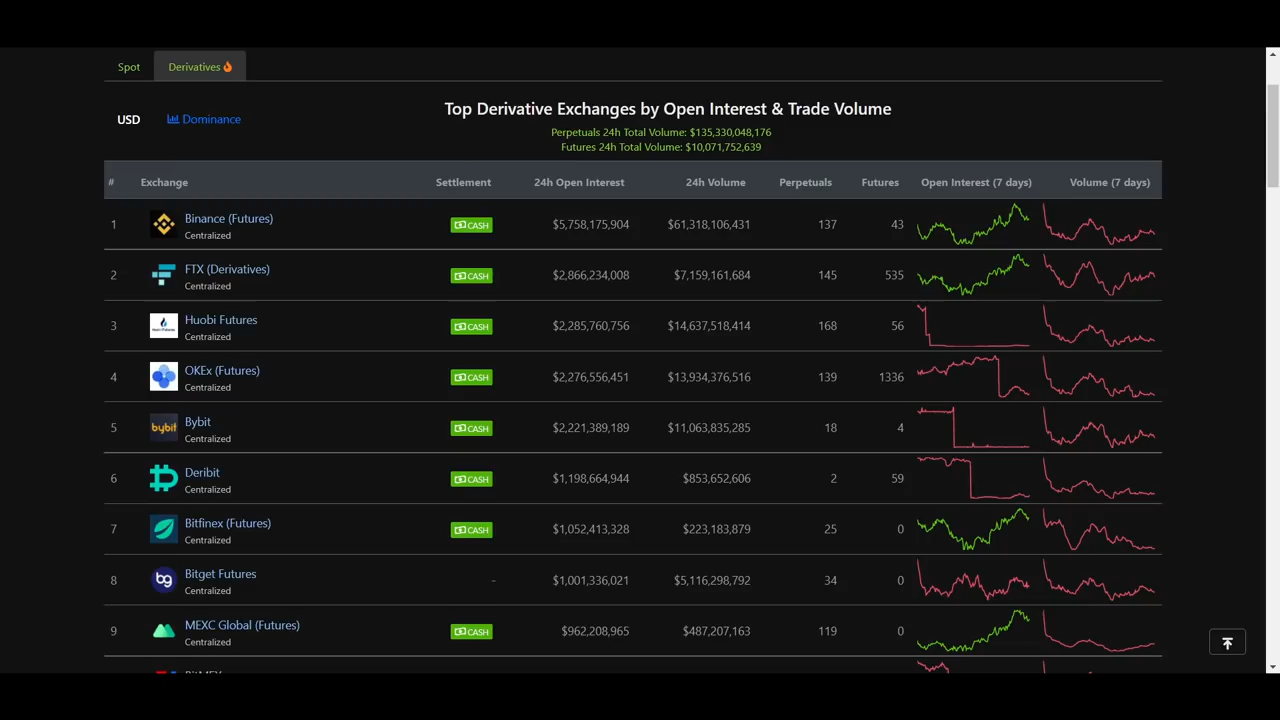 Spot Derivatives
USD Dominance
Top Derivative Exchanges by Open Interest & Trade Volume
Perpetuals 24h Total Volume: $135,330,048,176
Futures 24h Total Volume: $10,071,752,639
# Exchange Settlement 24h Open Interest 24h Volume Perpetuals Futures Open Interest (7 days) Volume (7 days)
1 Binance (Futures) Centralized CASH $5,758,175,904 $61,318,106,431 137 43
2 FTX (Derivatives) Centralized CASH $2,866,234,008 $7,159,161,684 145 535
3 Huobi Futures Centralized CASH $2,285,760,756 $14,637,518,414 168 56
4 OKEx (Futures) Centralized CASH $2,276,556,451 $13,934,376,516 139 1336
5 bybit Bybit Centralized CASH $2,221,389,189 $11,063,835,285 18 4
6 Deribit Centralized CASH $1,198,664,944 $853,652,606 2 59
7 Bitfinex (Futures) Centralized CASH $1,052,413,328 $223,183,879 25 0
8 bg Bitget Futures Centralized - $1,001,336,021 $5,116,298,792 34 0
9 MEXC Global (Futures) Centralized CASH $962,208,965 $487,207,163 119 0